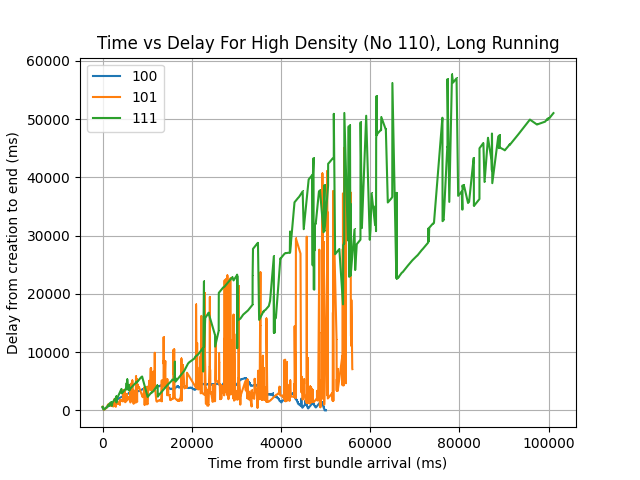 Time vs Delay For High Density (No 110), Long Running
60000
50000
40000
30000
20000
10000
0
Delay from creation to end (ms)
100
101
111
0 20000 40000 60000 80000 100000
Time from first bundle arrival (ms)